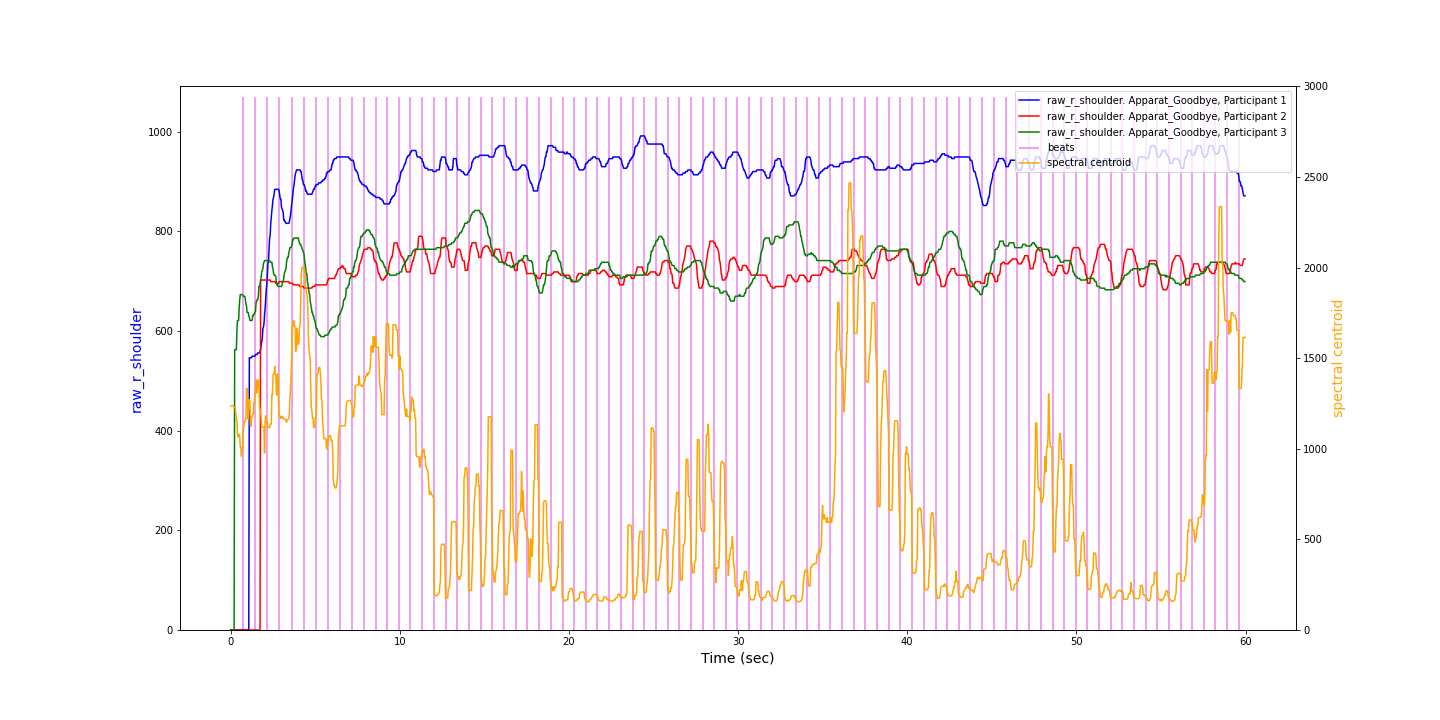 raw_r_shoulder. Apparat_Goodbye, Participant 1
raw_r_shoulder. Apparat_Goodbye, Participant 2
raw_r_shoulder. Apparat_Goodbye, Participant 3
beats
spectral centroid
1000
800
600
400
200
0
raw_r_shoulder
3000
2500
2000
1500
1000
500
0
spectral centroid
0 10 20 30 40 50 60
Time (sec)